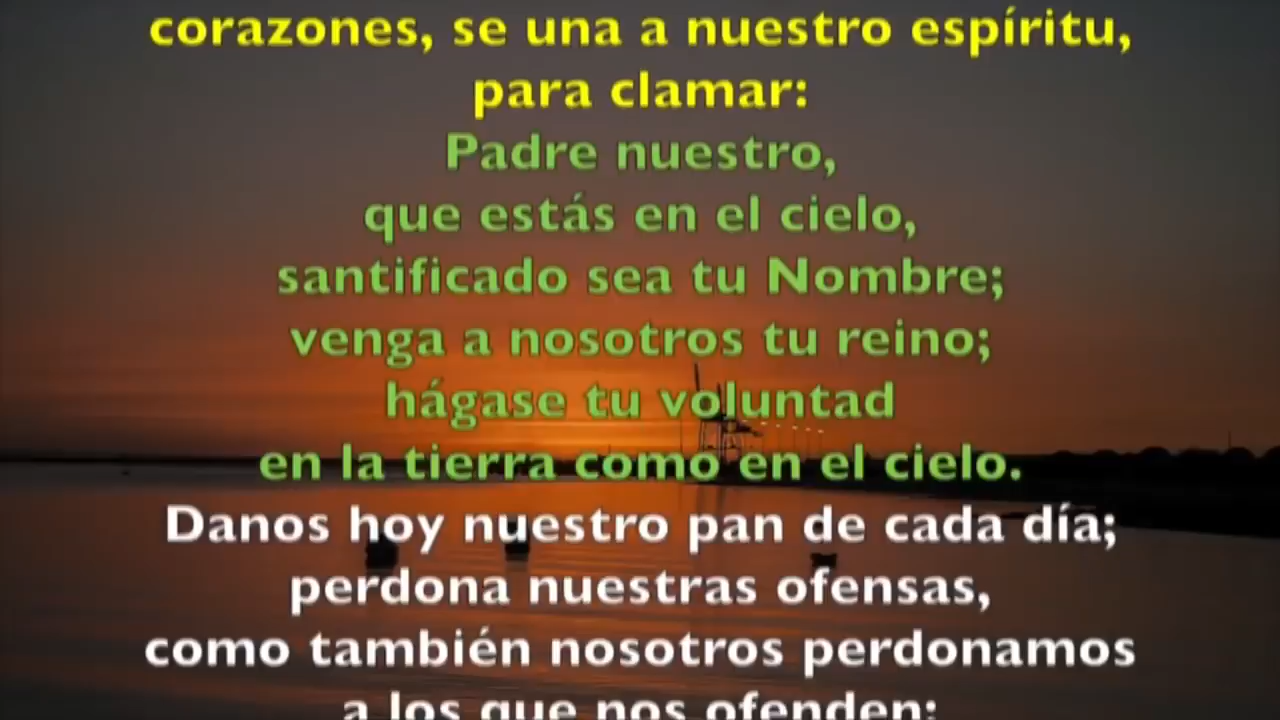 corazones, se una a nuestro espíritu,
para clamar:
Padre nuestro,
que estás en el cielo,
santificado sea tu Nombre;
venga a nosotros tu reino;
hágase tu voluntad
en la tierra como en el cielo.
Danos hoy nuestro pan de cada día;
perdona nuestras ofensas,
como también nosotros perdonamos
a los que nos ofenden;